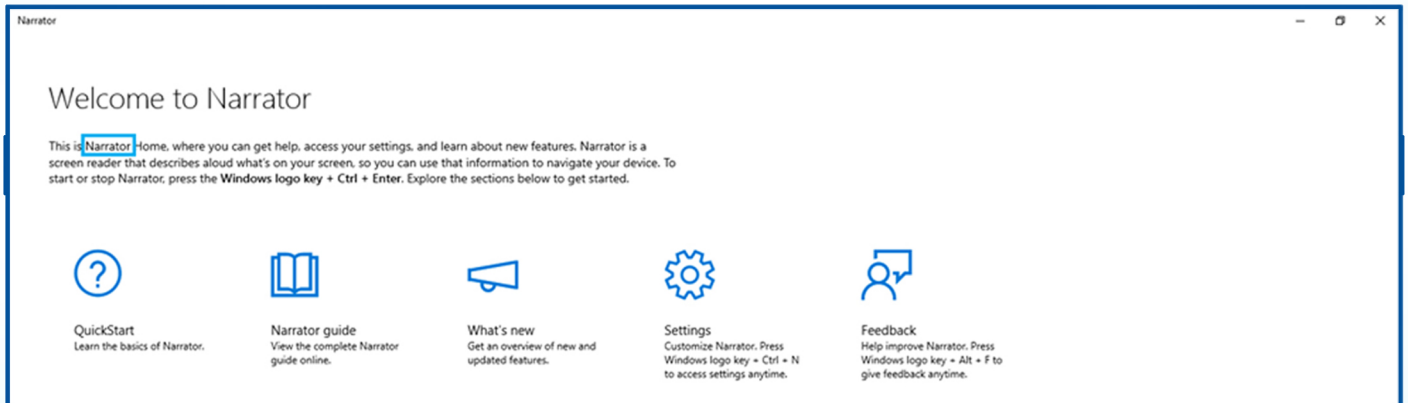 Narrator
Welcome to Narrator
This is Narrator Home, where you can get help, access your settings, and learn about new features. Narrator is a
screen reader that describes aloud what's on your screen, so you can use that information to navigate your device. To
start or stop Narrator, press the Windows logo key + Ctrl + Enter. Explore the sections below to get started.
QuickStart
Learn the basics of Narrator.
Narrator guide
View the complete Narrator
guide online.
What's new
Get an overview of new and
updated features.
Settings
Customize Narrator. Press
Windows logo key + Ctrl + N
to access settings anytime.
Feedback
Help improve Narrator. Press
Windows logo key + Alt + F to
give feedback anytime.